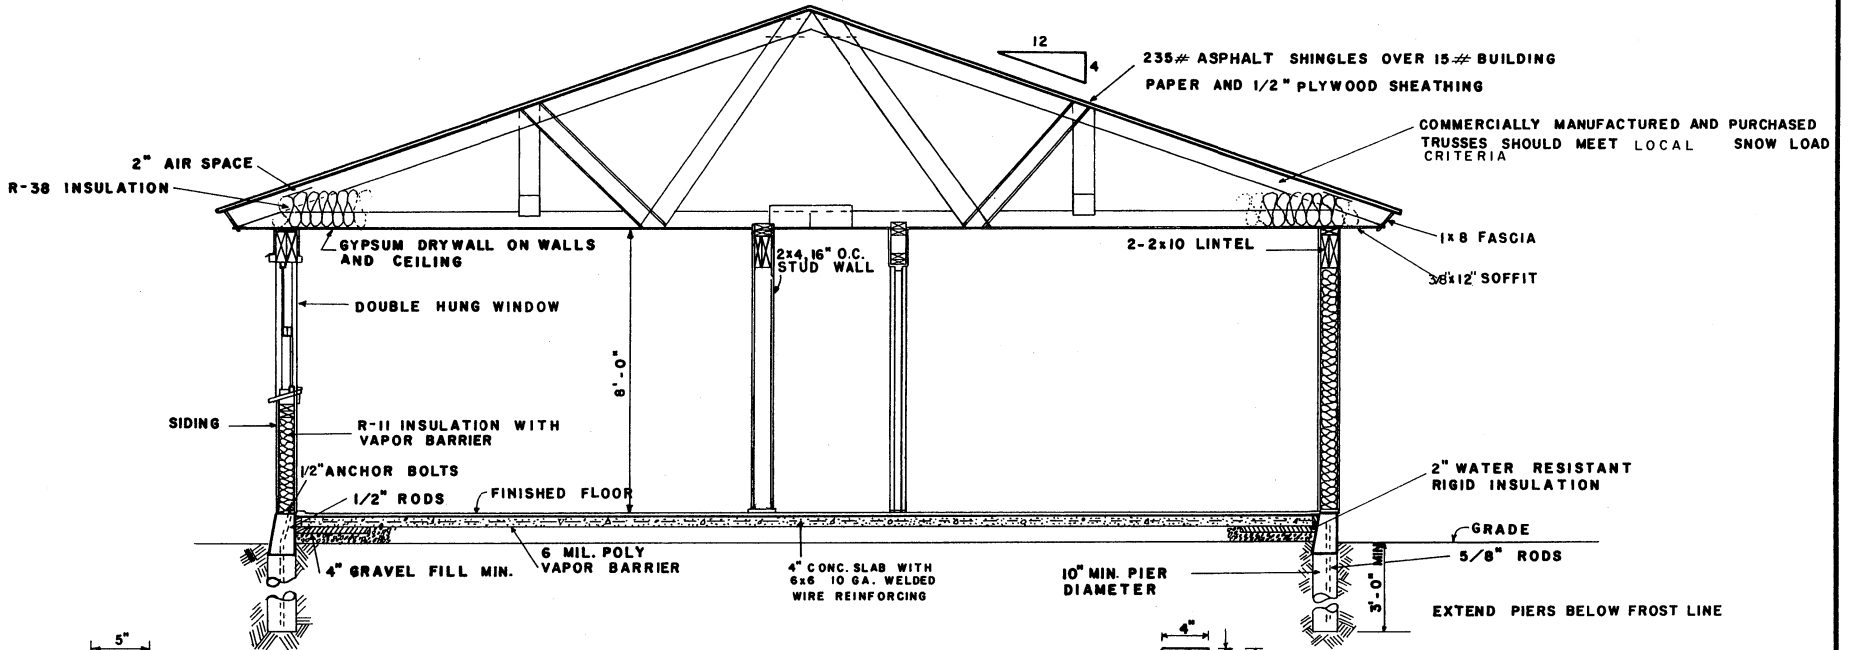 12
4
235# ASPHALT SHINGLES OVER 15# BUILDING
PAPER AND 1/2" PLYWOOD SHEATHING
COMMERCIALLY MANUFACTURED AND PURCHASED
TRUSSES SHOULD MEET LOCAL SNOW LOAD
CRITERIA
2" AIR SPACE
R-38 INSULATION
GYPSUM DRYWALL ON WALLS
AND CEILING
2x4, 16" O.C.
STUD WALL
2-2x10 LINTEL
1x8 FASCIA
3/8"x12" SOFFIT
DOUBLE HUNG WINDOW
8'-0"
SIDING
R-11 INSULATION WITH
VAPOR BARRIER
1/2" ANCHOR BOLTS
1/2" RODS
FINISHED FLOOR
2" WATER RESISTANT
RIGID INSULATION
GRADE
5/8" RODS
4" GRAVEL FILL MIN.
6 MIL. POLY
VAPOR BARRIER
4" CONC. SLAB WITH
6x6 10 GA. WELDED
WIRE REINFORCING
10" MIN. PIER
DIAMETER
3'-0" MIN
EXTEND PIERS BELOW FROST LINE
5"
4"